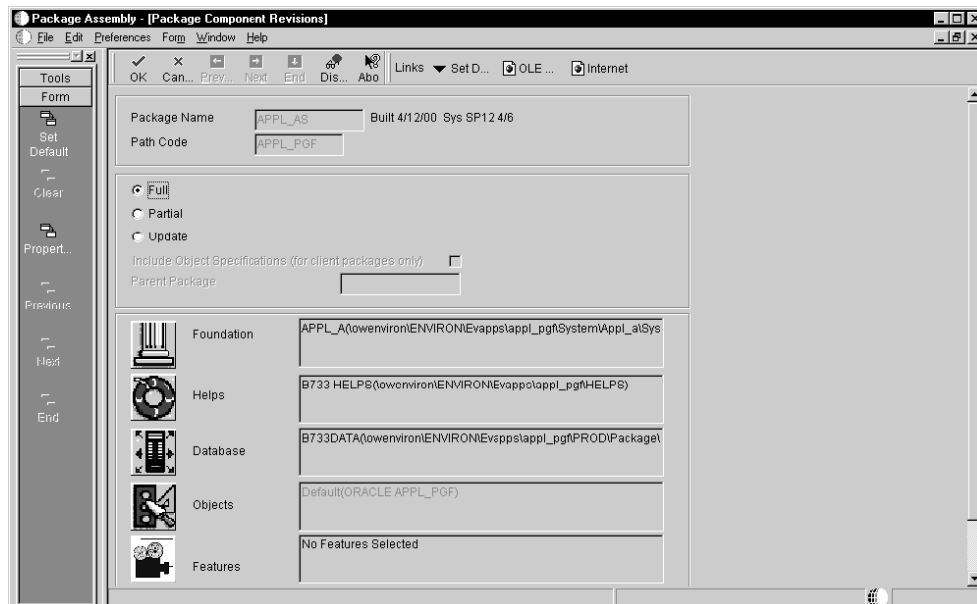 Package Assembly - [Package Component Revisions]
File Edit Preferences Form Window Help
OK Can... Prev... Next End Dis... Abo Links Set D... OLE ... Internet
Tools
Form
Set
Default
Clear
Propert...
Previous
Next
End
Package Name APPL_AS Built 4/12/00 Sys SP12 4/6
Path Code APPL_PGF
Full
Partial
Update
Include Object Specifications (for client packages only)
Parent Package
Foundation APPL_A(\owenviron\ENVIRON\Evapps\appl_pgf\System\Appl_a\Sys
Helps B733 HELPS(\owenviron\ENVIRON\Evapps\appl_pgf\HELPS)
Database B733DATA(\owenviron\ENVIRON\Evapps\appl_pgf\PROD\Package\
Objects Default(ORACLE APPL_PGF)
Features No Features Selected